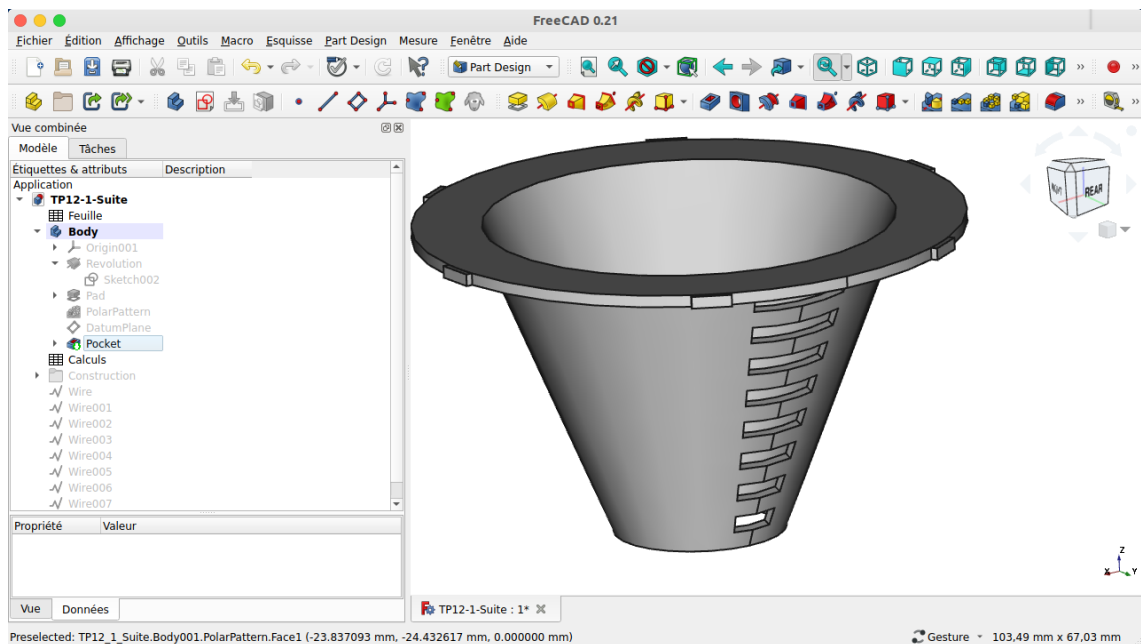 FreeCAD 0.21
Fichier Édition Affichage Outils Macro Esquisse Part Design Mesure Fenêtre Aide
Part Design
Vue combinée
Modèle Tâches
Étiquettes & attributs Description
Application
TP12-1-Suite
Feuille
Body
Origin001
Revolution
Sketch002
Pad
PolarPattern
DatumPlane
Pocket
Calculs
Construction
Wire
Wire001
Wire002
Wire003
Wire004
Wire005
Wire006
Wire007
RIGHT REAR
Z
X Y
Propriété Valeur
Vue Données
TP12-1-Suite : 1*
Preselected: TP12_1_Suite.Body001.PolarPattern.Face1 (-23.837093 mm, -24.432617 mm, 0.000000 mm)
Gesture
103,49 mm x 67,03 mm